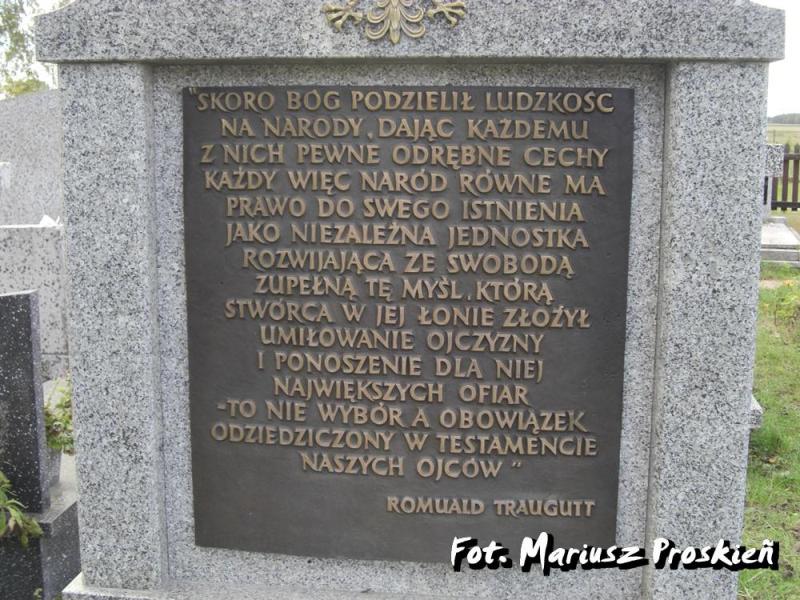 "SKORO BÓG PODZIELIŁ LUDZKOŚĆ
NA NARODY, DAJĄC KAŻDEMU
Z NICH PEWNE ODRĘBNE CECHY
KAŻDY WIĘC NARÓD RÓWNE MA
PRAWO DO SWEGO ISTNIENIA
JAKO NIEZALEŻNA JEDNOSTKA
ROZWIJAJĄCA ZE SWOBODĄ
ZUPEŁNĄ TĘ MYŚL, KTÓRĄ
STWÓRCA W JEJ ŁONIE ZŁOŻYŁ
UMIŁOWANIE OJCZYZNY
I PONOSZENIE DLA NIEJ
NAJWIĘKSZYCH OFIAR
-TO NIE WYBÓR A OBOWIĄZEK
ODZIEDZICZONY W TESTAMENCIE
NASZYCH OJCÓW"
ROMUALD TRAUGUTT
Fot. Mariusz Proskieñ